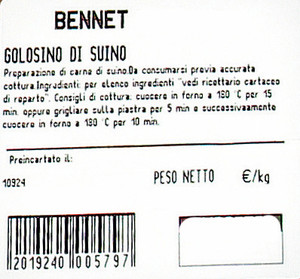 BENNET
GOLOSINO DI SUINO
Preparazione di carne di suino.Da consumarsi previa accurata
cottura.Ingredienti: per elenco ingredienti "vedi ricettario cartaceo
di reparto". Consigli di cottura: cuocere in forno a 180 °C per 15
min. oppure grigliare sulla piastra per 5 min e successivaamente
cuocere in forno a 180 °C per 10 min.
Preincartato il:
10924
PESO NETTO €/kg
2019240 005797